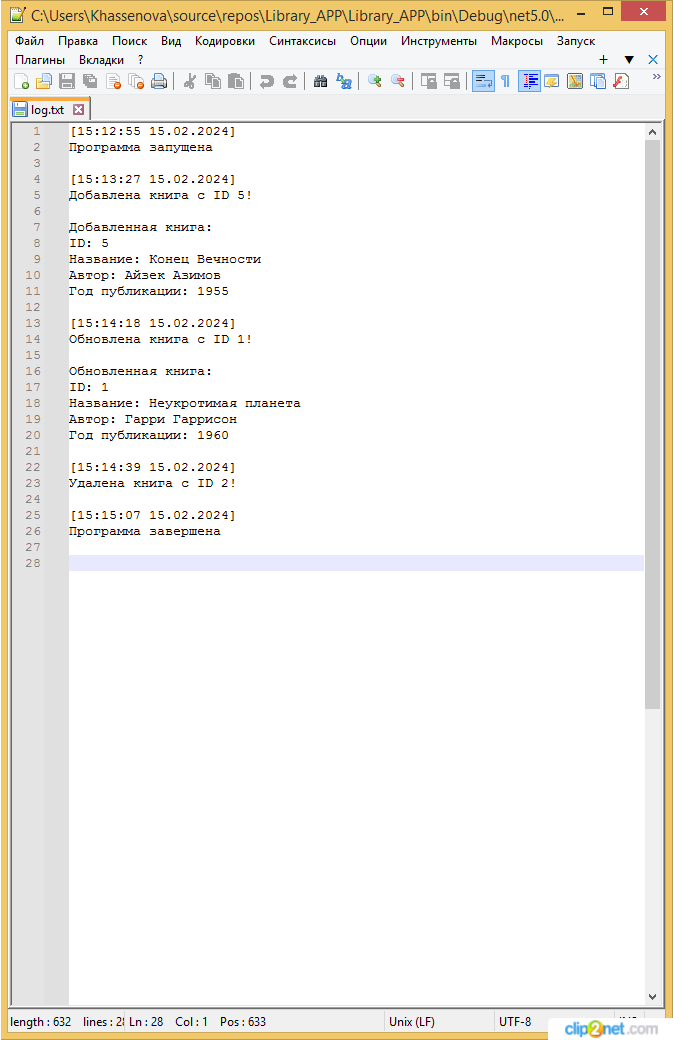 C:\Users\Khassenova\source\repos\Library_APP\Library_APP\bin\Debug\net5.0\...
Файл Правка Поиск Вид Кодировки Синтаксисы Опции Инструменты Макросы Запуск
Плагины Вкладки ? + ▼ X
log.txt
1 [15:12:55 15.02.2024]
2 Программа запущена
3
4 [15:13:27 15.02.2024]
5 Добавлена книга с ID 5!
6
7 Добавленная книга:
8 ID: 5
9 Название: Конец Вечности
10 Автор: Айзек Азимов
11 Год публикации: 1955
12
13 [15:14:18 15.02.2024]
14 Обновлена книга с ID 1!
15
16 Обновленная книга:
17 ID: 1
18 Название: Неукротимая планета
19 Автор: Гарри Гаррисон
20 Год публикации: 1960
21
22 [15:14:39 15.02.2024]
23 Удалена книга с ID 2!
24
25 [15:15:07 15.02.2024]
26 Программа завершена
27
28
length : 632 lines : 28 Ln : 28 Col : 1 Pos : 633 Unix (LF) UTF-8
clip2net.com